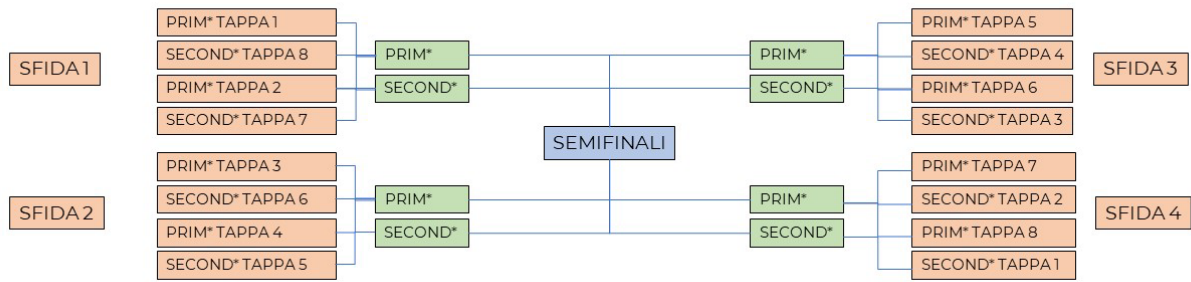 SFIDA 1
PRIM* TAPPA 1
SECOND* TAPPA 8
PRIM* TAPPA 2
SECOND* TAPPA 7
PRIM*
SECOND*
SFIDA 2
PRIM* TAPPA 3
SECOND* TAPPA 6
PRIM* TAPPA 4
SECOND* TAPPA 5
PRIM*
SECOND*
SEMIFINALI
PRIM*
SECOND*
PRIM* TAPPA 5
SECOND* TAPPA 4
PRIM* TAPPA 6
SECOND* TAPPA 3
SFIDA 3
PRIM*
SECOND*
PRIM* TAPPA 7
SECOND* TAPPA 2
PRIM* TAPPA 8
SECOND* TAPPA 1
SFIDA 4